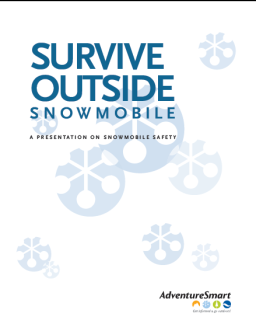 SURVIVE
OUTSIDE
SNOWMOBILE
A PRESENTATION ON SNOWMOBILE SAFETY
AdventureSmart